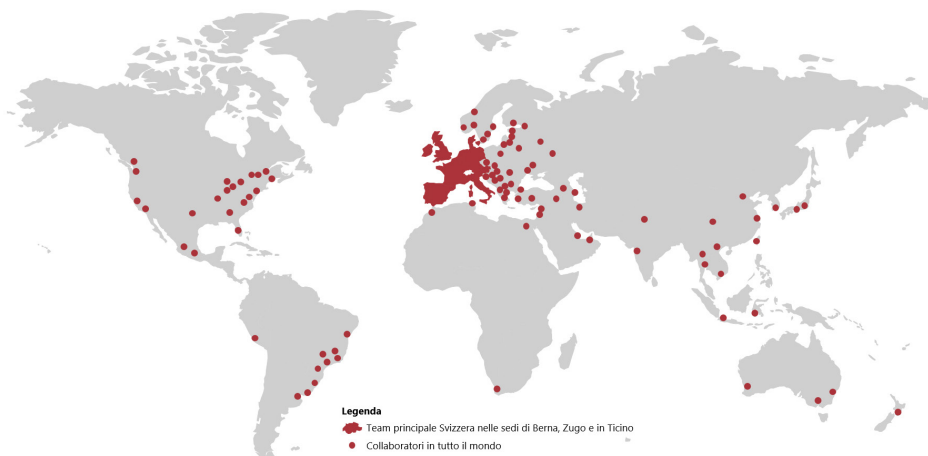 Legenda
Team principale Svizzera nelle sedi di Berna, Zugo e in Ticino
Collaboratori in tutto il mondo